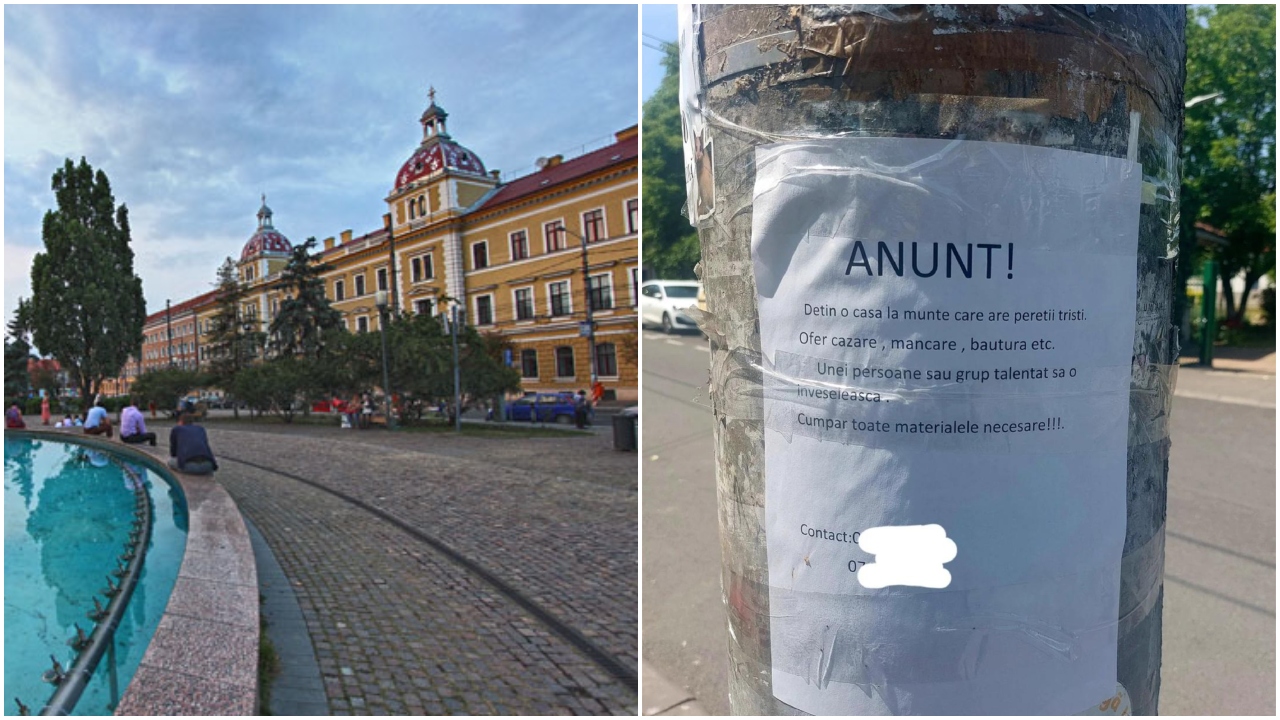 ANUNT!
Detin o casa la munte care are peretii tristi.
Ofer cazare , mancare , bautura etc.
Unei persoane sau grup talentat sa o
inveseleasca .
Cumpar toate materialele necesare!!!.
Contact:
07